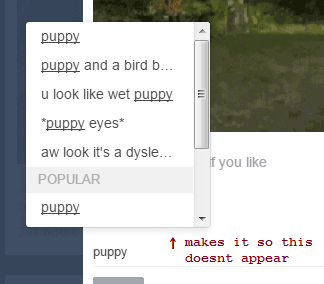 puppy
puppy and a bird b...
u look like wet puppy
*puppy eyes*
aw look it's a dysle...
POPULAR
f you like
puppy
puppy
↑ makes it so this
doesnt appear